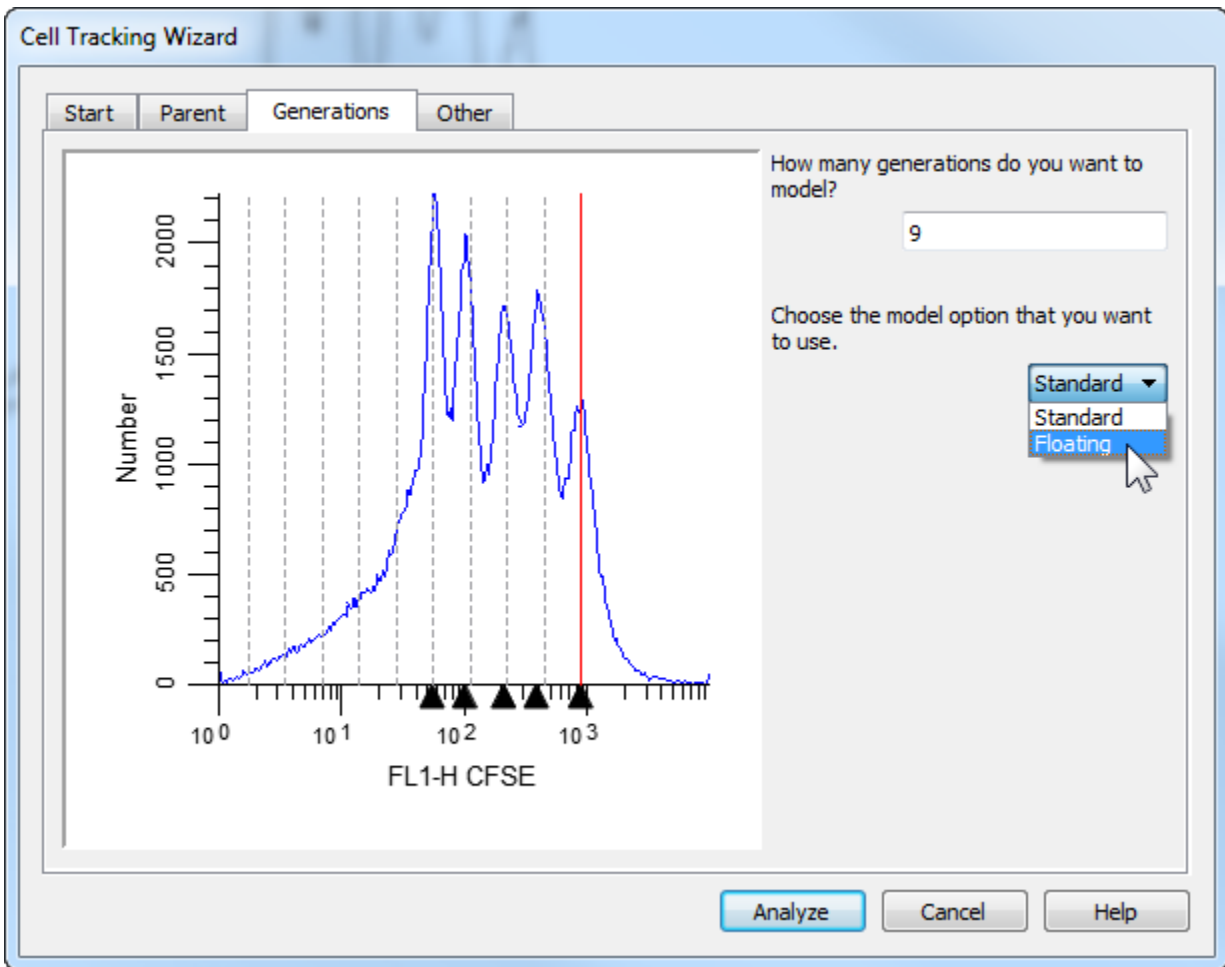 Cell Tracking Wizard
Start
Parent
Generations
Other
How many generations do you want to
model?
9
Choose the model option that you want
to use.
Standard
Standard
Floating
Number
2000
1500
1000
500
0
10 0
10 1
10 2
10 3
FL1-H CFSE
Analyze
Cancel
Help